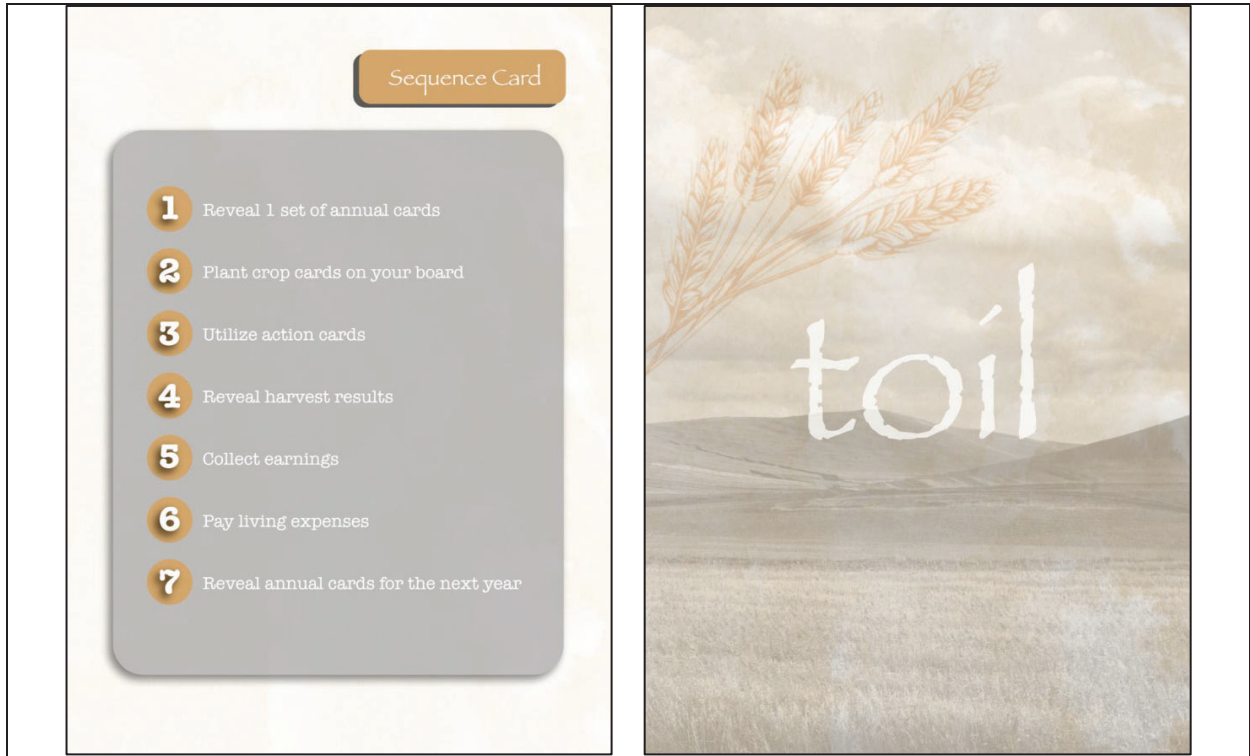 Sequence Card
1 Reveal 1 set of annual cards
2 Plant crop cards on your board
3 Utilize action cards
4 Reveal harvest results
5 Collect earnings
6 Pay living expenses
7 Reveal annual cards for the next year
toil